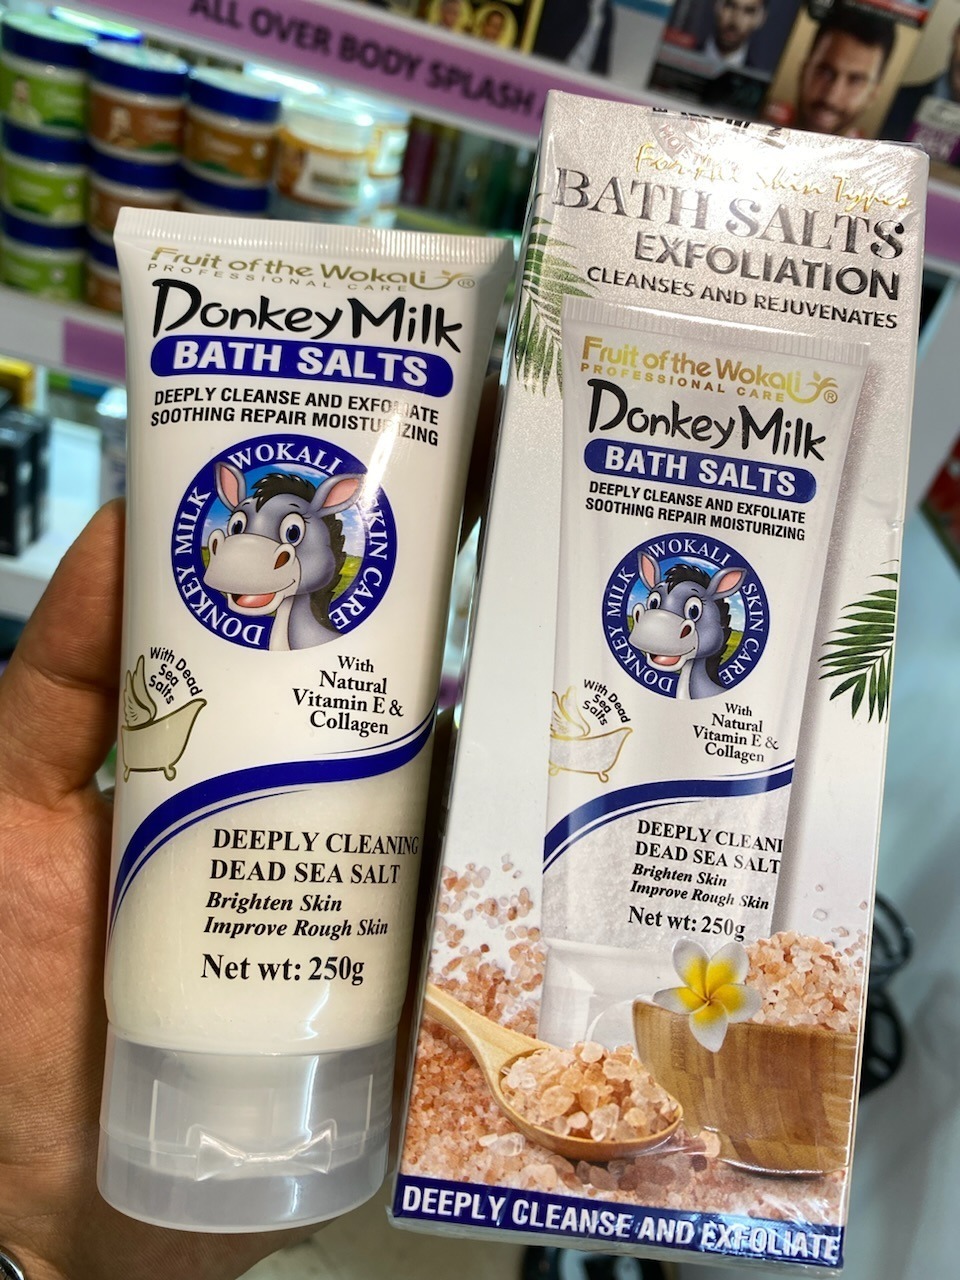 ALL OVER BODY SPLASH
Fruit of the Wokali ®
PROFESSIONAL CARE
Donkey Milk
BATH SALTS
DEEPLY CLEANSE AND EXFOLIATE
SOOTHING REPAIR MOISTURIZING
DONKEY MILK WOKALI SKIN CARE
With Dead
Sea
Salts
With
Natural
Vitamin E &
Collagen
DEEPLY CLEANING
DEAD SEA SALT
Brighten Skin
Improve Rough Skin
Net wt: 250g
For All Skin Types
BATH SALTS
EXFOLIATION
CLEANSES AND REJUVENATES
Fruit of the Wokali ®
PROFESSIONAL CARE
Donkey Milk
BATH SALTS
DEEPLY CLEANSE AND EXFOLIATE
SOOTHING REPAIR MOISTURIZING
DONKEY MILK WOKALI SKIN CARE
With Dead
Sea
Salts
With
Natural
Vitamin E &
Collagen
DEEPLY CLEANI
DEAD SEA SALT
Brighten Skin
Improve Rough Skin
Net wt: 250g
DEEPLY CLEANSE AND EXFOLIATE